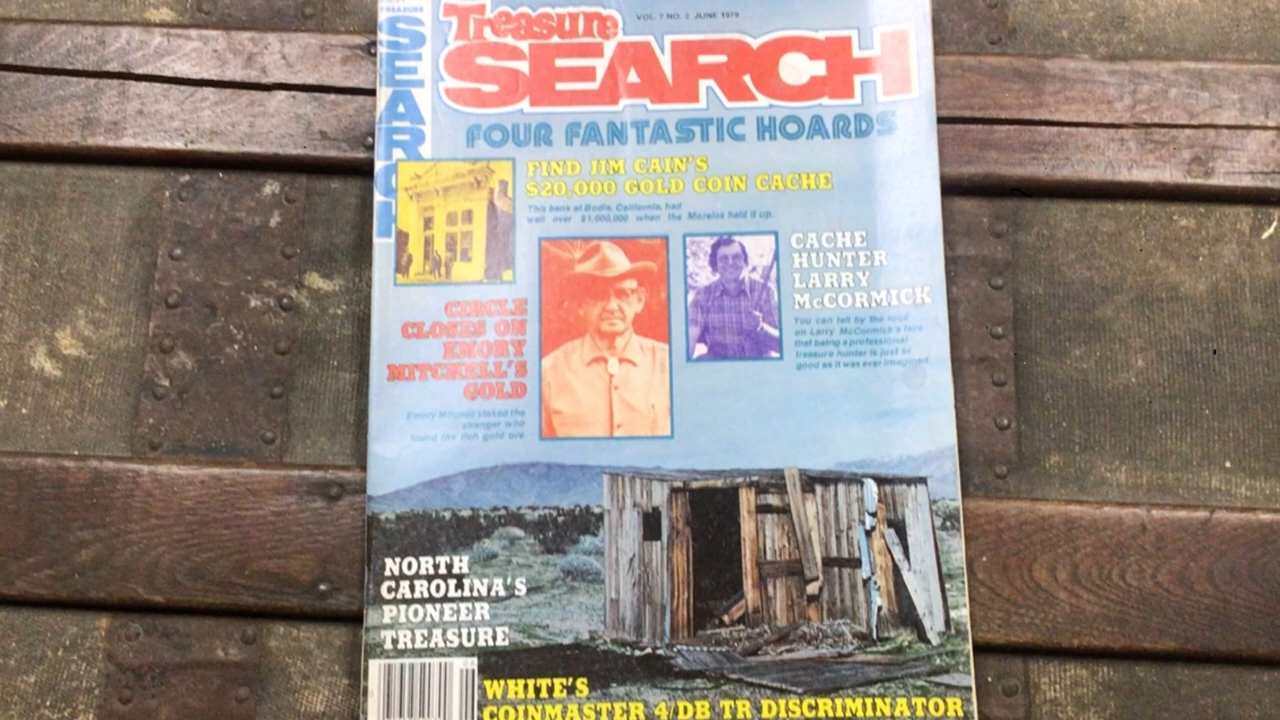 TREASURE
SEARCH
Treasure
VOL. 7 NO. 3 JUNE 1979
SEARCH
FOUR FANTASTIC HOARDS
FIND JIM CAIN'S
$20,000 GOLD COIN CACHE
This bank at Bodie, California, had
well over $1,000,000 when the Morelos held it up.
CACHE
HUNTER
LARRY
McCORMICK
You can tell by the look
on Larry McCormick's face
that being a professional
treasure hunter is just as
good as it was ever imagined.
CIRCLE
CLOSES ON
EMORY
MITCHELL'S
GOLD
Emory Mitchell staked the
stranger who
found the rich gold ore
NORTH
CAROLINA'S
PIONEER
TREASURE
06
WHITE'S
COINMASTER 4/DB TR DISCRIMINATOR